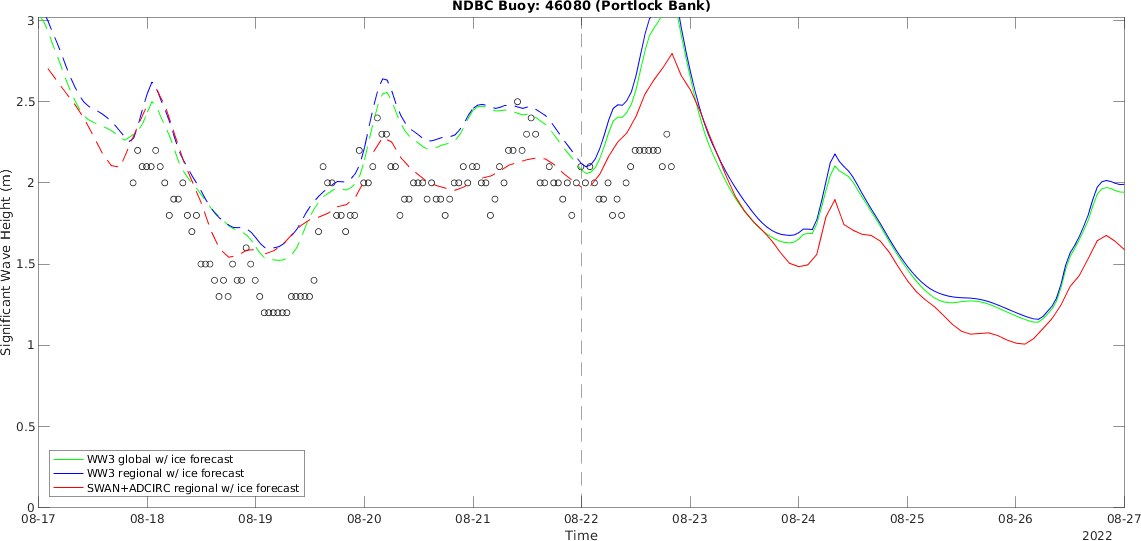 NDBC Buoy: 46080 (Portlock Bank)
3
2.5
2
1.5
1
0.5
0
Significant Wave Height (m)
WW3 global w/ ice forecast
WW3 regional w/ ice forecast
SWAN+ADCIRC regional w/ ice forecast
08-17 08-18 08-19 08-20 08-21 08-22 08-23 08-24 08-25 08-26 08-27
Time
2022